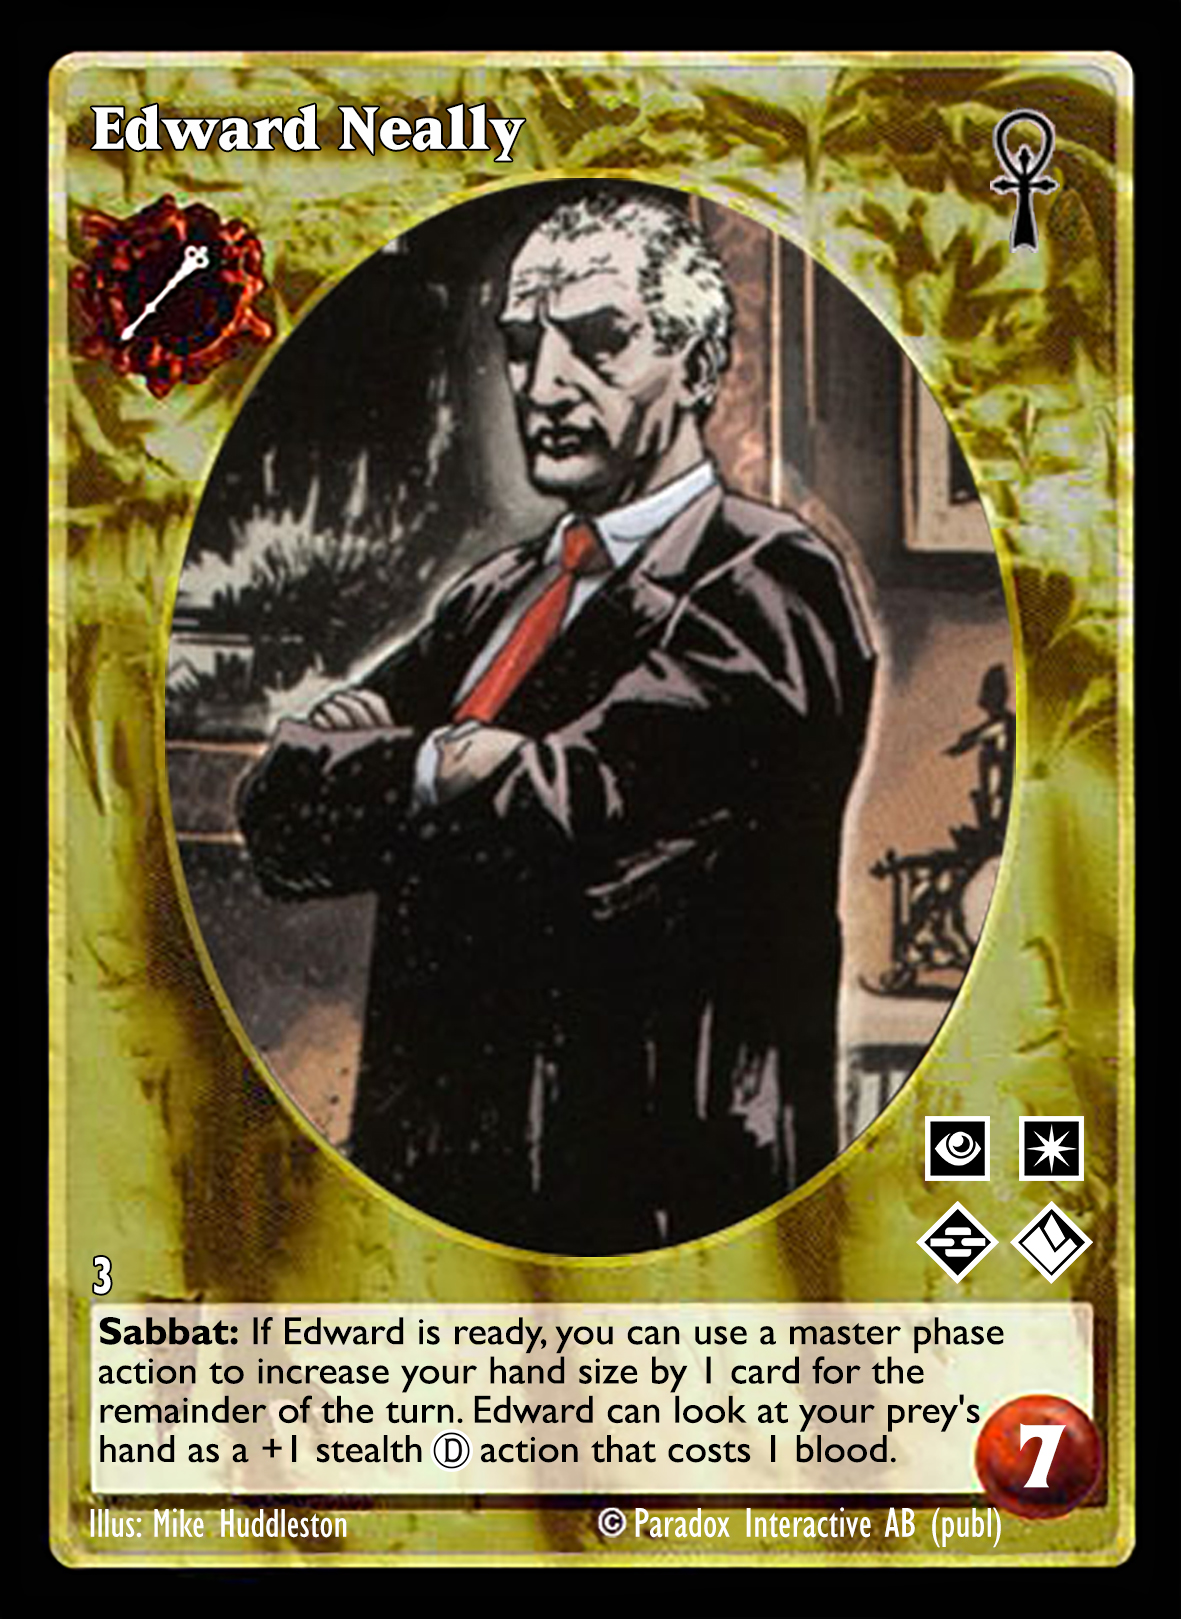 Edward Neally
3
Sabbat: If Edward is ready, you can use a master phase
action to increase your hand size by 1 card for the
remainder of the turn. Edward can look at your prey's
hand as a +1 stealth Ⓓ action that costs 1 blood.
7
Illus: Mike Huddleston © Paradox Interactive AB (publ)